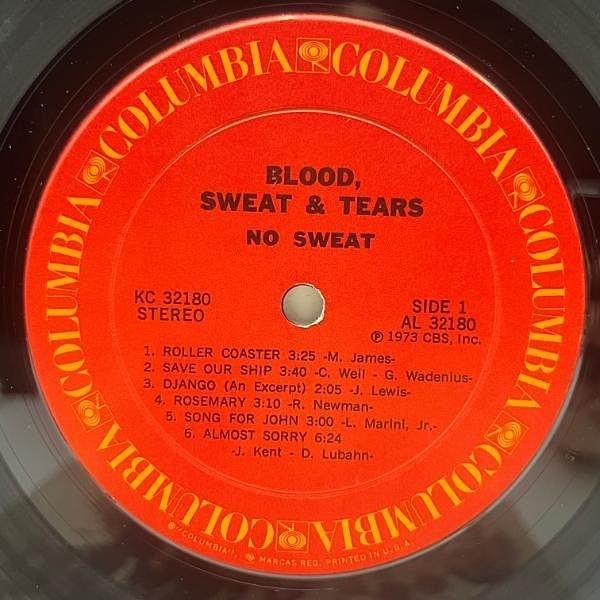 COLUMBIA COLUMBIA COLUMBIA COLUMBIA COLUMBIA COLUMBIA
BLOOD,
SWEAT & TEARS
NO SWEAT
KC 32180
STEREO
SIDE 1
AL 32180
Ⓟ 1973 CBS, Inc.
1. ROLLER COASTER 3:25 -M. James-
2. SAVE OUR SHIP 3:40 -C. Weil - G. Wadenius-
3. DJANGO (An Excerpt) 2:05 -J. Lewis-
4. ROSEMARY 3:10 -R. Newman-
5. SONG FOR JOHN 3:00 -L. Marini, Jr.-
6. ALMOST SORRY 6:24
-J. Kent - D. Lubahn-
® "COLUMBIA", MARCAS REG. PRINTED IN U.S.A.